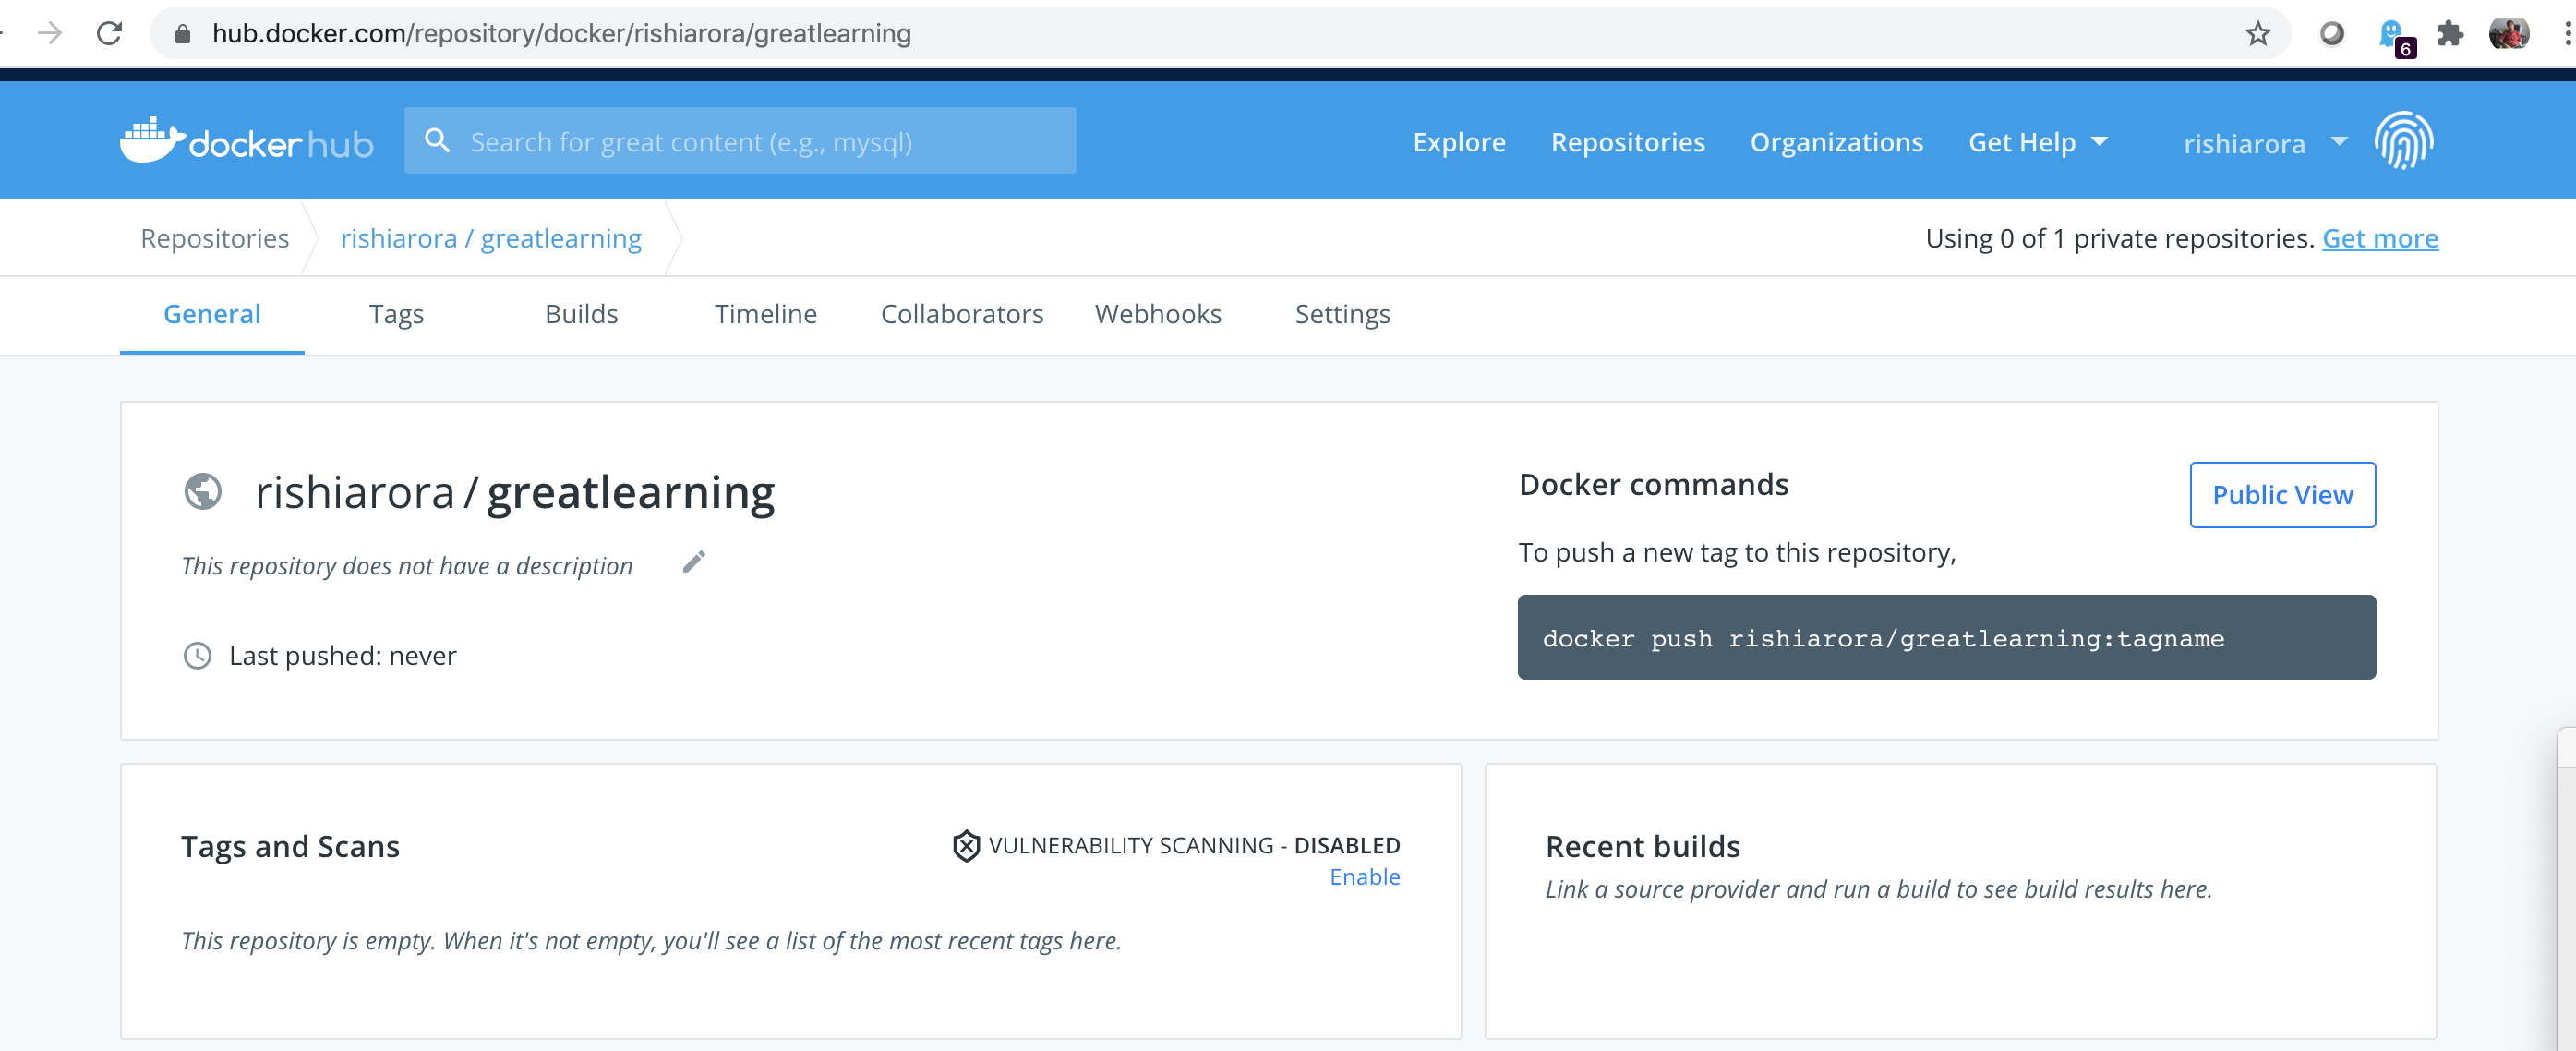 hub.docker.com/repository/docker/rishiarora/greatlearning
6
docker hub
Search for great content (e.g., mysql)
Explore
Repositories
Organizations
Get Help
rishiarora
Repositories
rishiarora / greatlearning
Using 0 of 1 private repositories. Get more
General
Tags
Builds
Timeline
Collaborators
Webhooks
Settings
rishiarora / greatlearning
This repository does not have a description
Last pushed: never
Docker commands
Public View
To push a new tag to this repository,
docker push rishiarora/greatlearning:tagname
Tags and Scans
VULNERABILITY SCANNING - DISABLED
Enable
This repository is empty. When it's not empty, you'll see a list of the most recent tags here.
Recent builds
Link a source provider and run a build to see build results here.